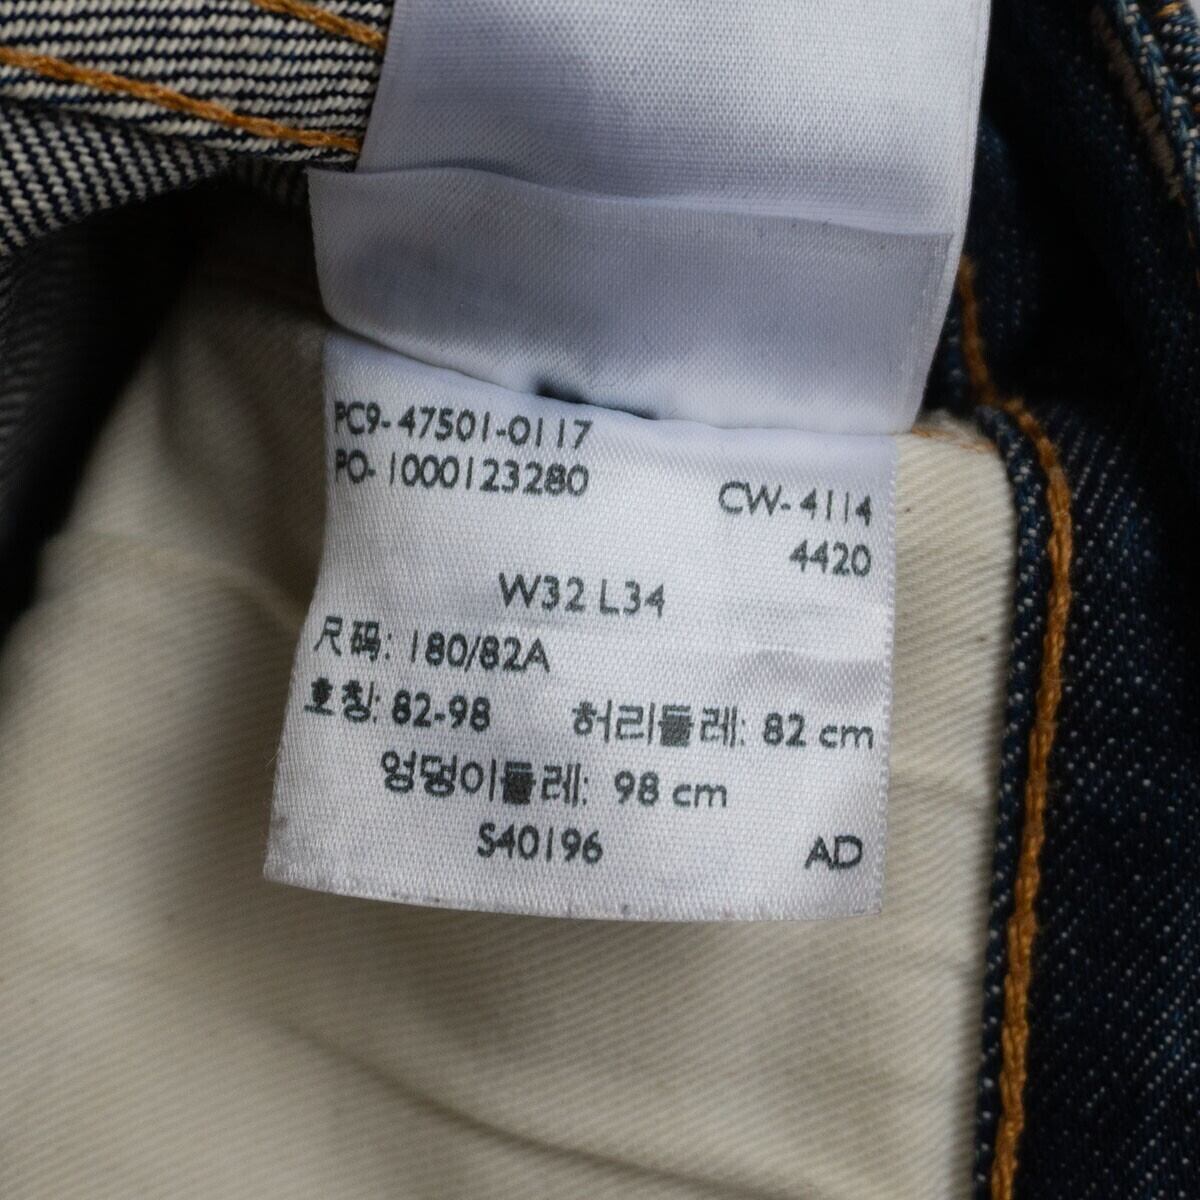 PC9-47501-0117
PO-1000123280
CW-4114
4420
W32 L34
尺码: 180/82A
호칭: 82-98 허리둘레: 82 cm
엉덩이둘레: 98 cm
S40196 AD